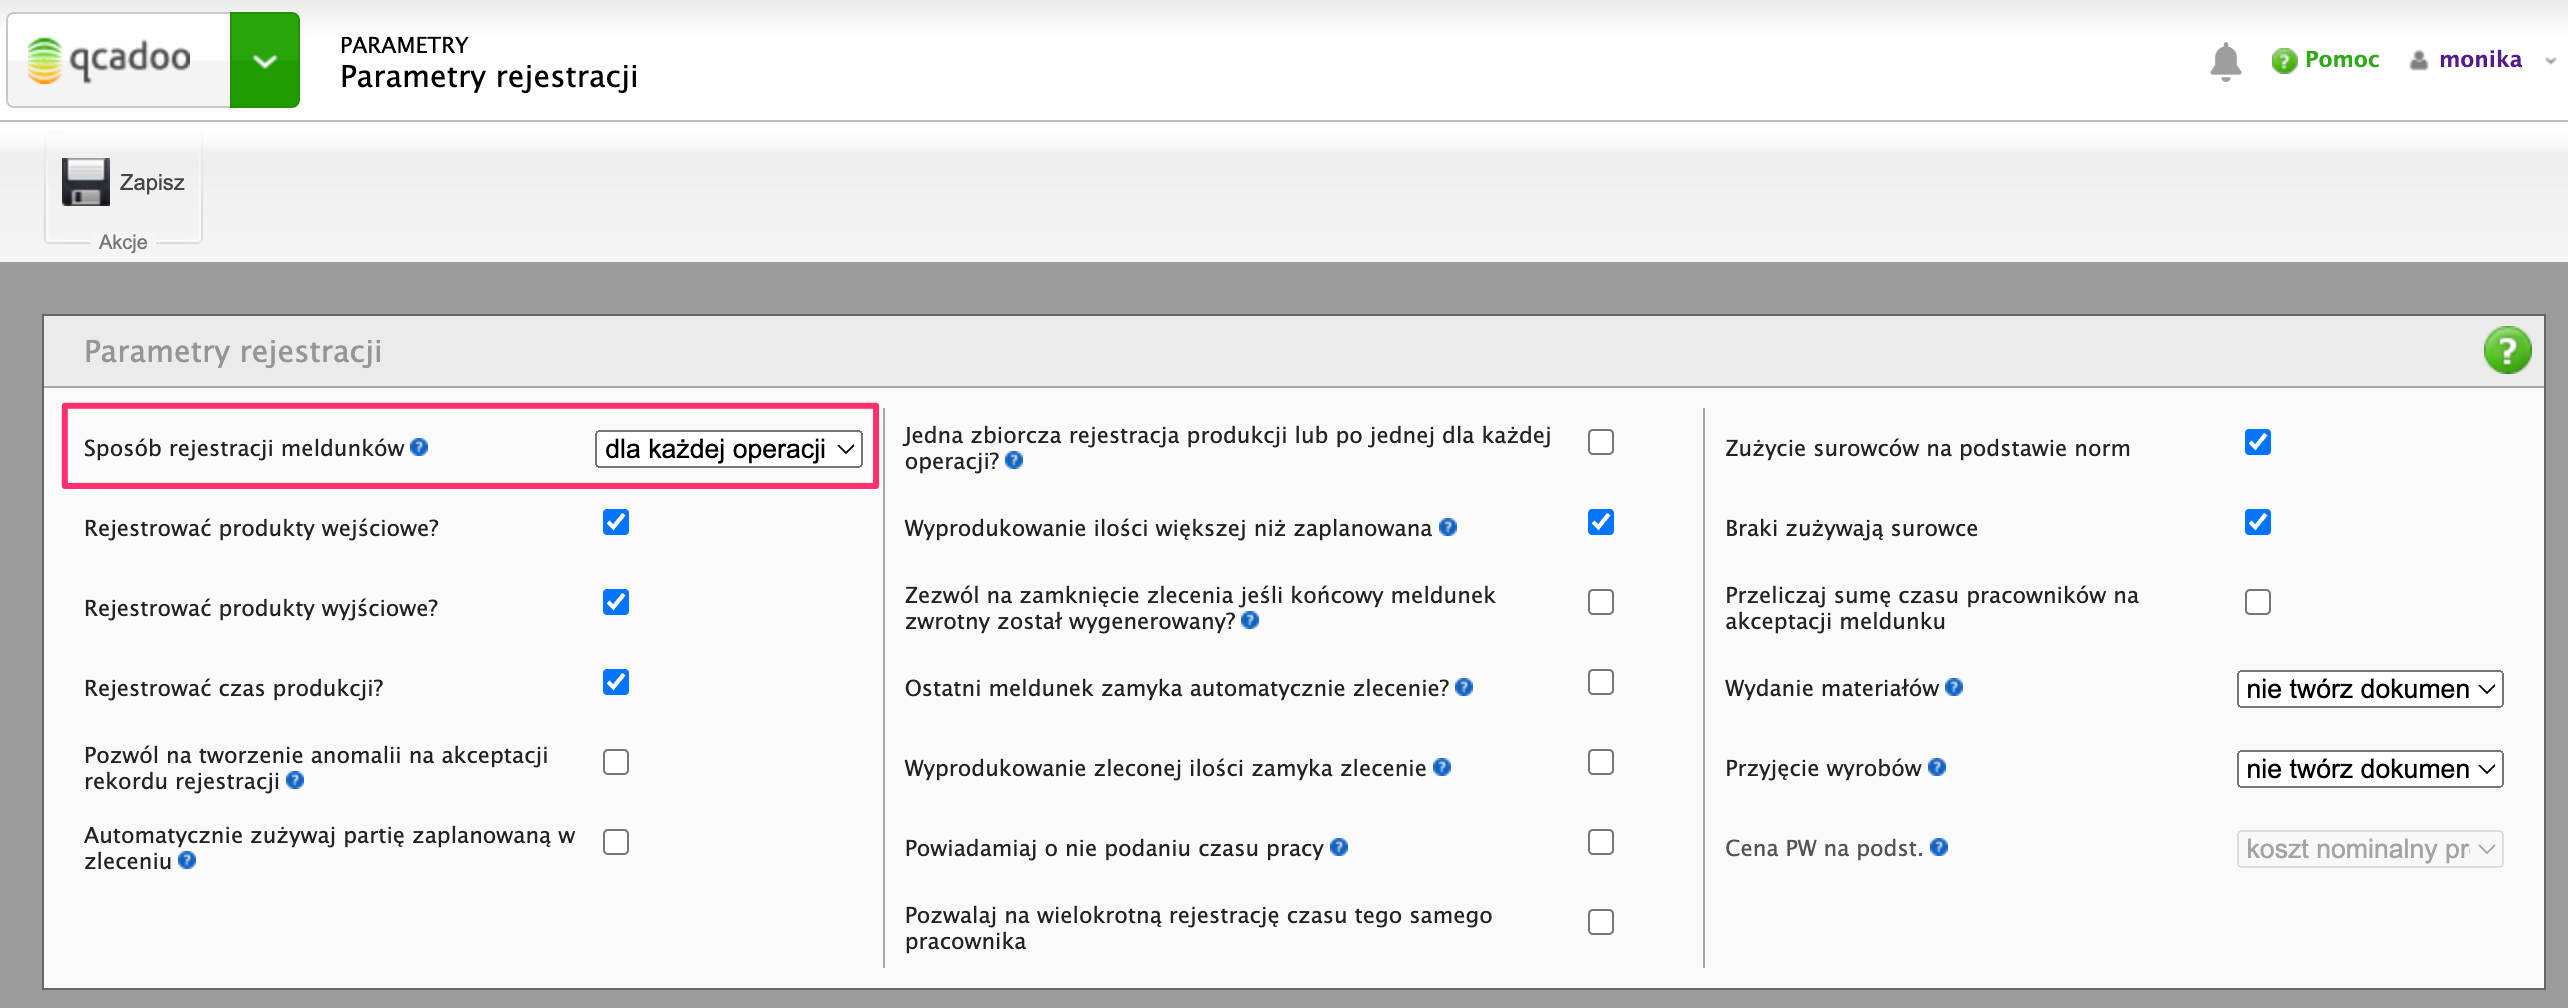 qcadoo
PARAMETRY
Parametry rejestracji
Pomoc
monika
Zapisz
Akcje
Parametry rejestracji
Sposób rejestracji meldunków
dla każdej operacji
Rejestrować produkty wejściowe?
Rejestrować produkty wyjściowe?
Rejestrować czas produkcji?
Pozwól na tworzenie anomalii na akceptacji
rekordu rejestracji
Automatycznie zużywaj partię zaplanowaną w
zleceniu
Jedna zbiorcza rejestracja produkcji lub po jednej dla każdej
operacji?
Wyprodukowanie ilości większej niż zaplanowana
Zezwól na zamknięcie zlecenia jeśli końcowy meldunek
zwrotny został wygenerowany?
Ostatni meldunek zamyka automatycznie zlecenie?
Wyprodukowanie zleconej ilości zamyka zlecenie
Powiadamiaj o nie podaniu czasu pracy
Pozwalaj na wielokrotną rejestrację czasu tego samego
pracownika
Zużycie surowców na podstawie norm
Braki zużywają surowce
Przeliczaj sumę czasu pracowników na
akceptacji meldunku
Wydanie materiałów
nie twórz dokumen
Przyjęcie wyrobów
nie twórz dokumen
Cena PW na podst.
koszt nominalny pr